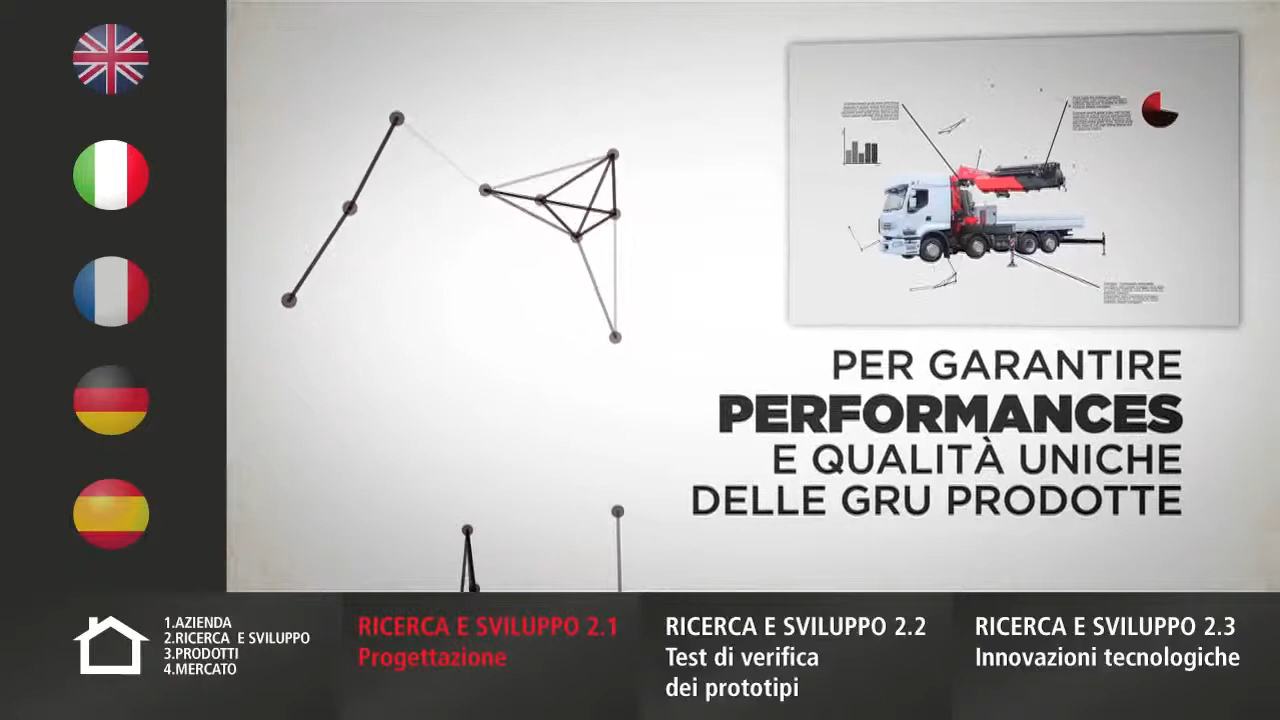 PER GARANTIRE
PERFORMANCES
E QUALITÀ UNICHE
DELLE GRU PRODOTTE
1.AZIENDA
2.RICERCA E SVILUPPO
3.PRODOTTI
4.MERCATO
RICERCA E SVILUPPO 2.1
Progettazione
RICERCA E SVILUPPO 2.2
Test di verifica
dei prototipi
RICERCA E SVILUPPO 2.3
Innovazioni tecnologiche